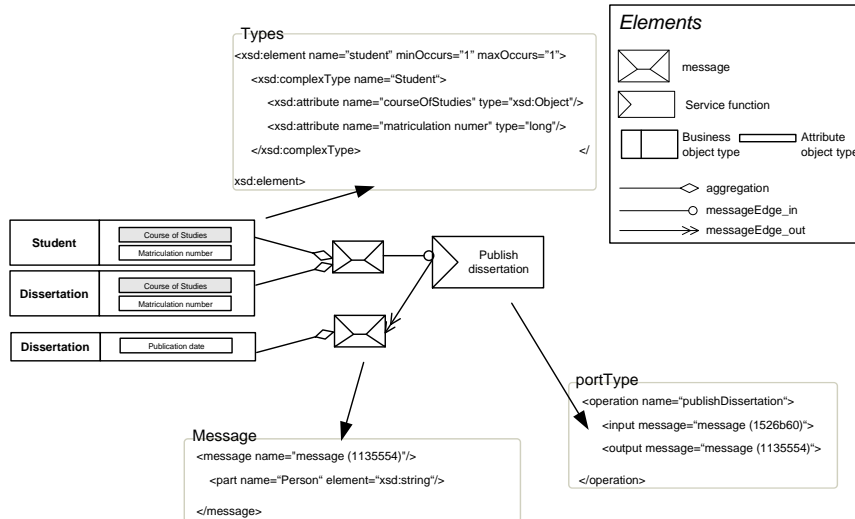 Types
<xsd:element name="student" minOccurs="1" maxOccurs="1">
<xsd:complexType name="Student“>
<xsd:attribute name="courseOfStudies" type="xsd:Object"/>
<xsd:attribute name="matriculation numer" type="long"/>
</xsd:complexType> </
xsd:element>
Elements
message
Service function
Business object type
Attribute object type
aggregation
messageEdge_in
messageEdge_out
Student
Course of Studies
Matriculation number
Dissertation
Course of Studies
Matriculation number
Dissertation
Publication date
Publish
dissertation
Message
<message name="message (1135554)"/>
<part name="Person“ element="xsd:string“/>
</message>
portType
<operation name=“publishDissertation“>
<input message=“message (1526b60)“>
<output message=“message (1135554)“>
</operation>